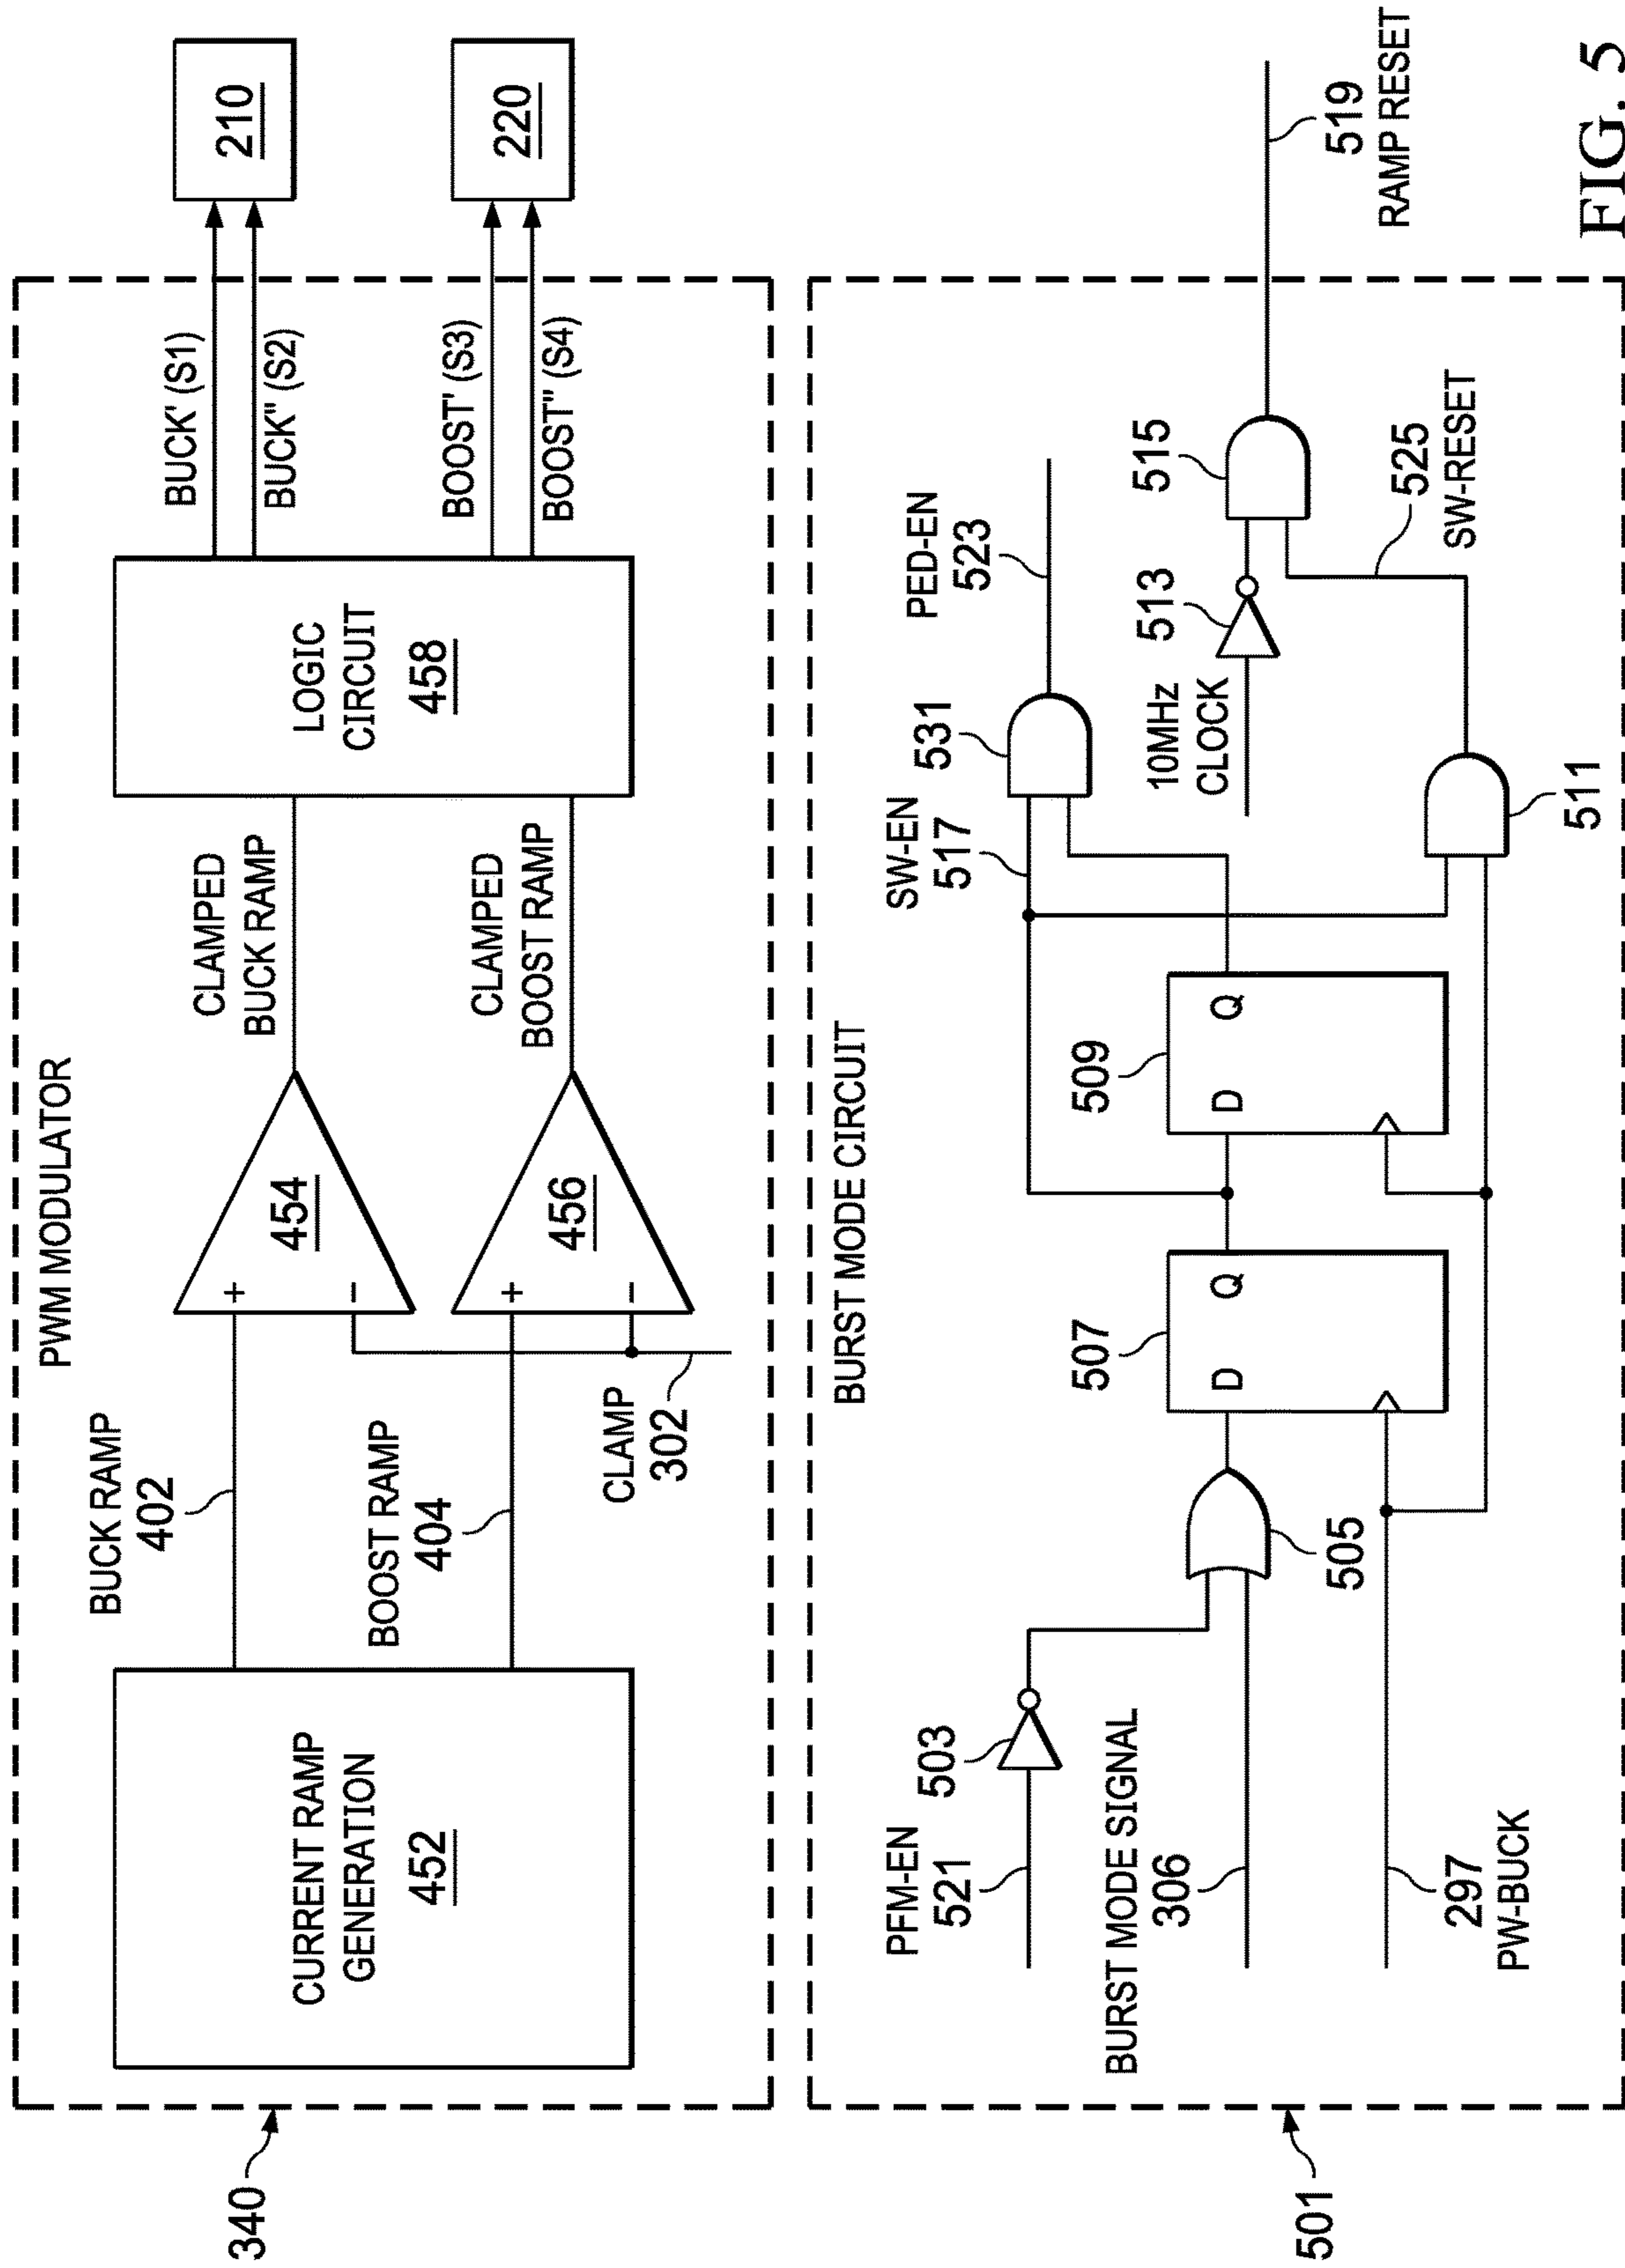 PWM MODULATOR
340
CURRENT RAMP
GENERATION
452
BUCK RAMP
402
BOOST RAMP
404
CLAMP
302
+
−
454
+
−
456
CLAMPED
BUCK RAMP
CLAMPED
BOOST RAMP
LOGIC
CIRCUIT
458
BUCK' (S1)
BUCK" (S2)
BOOST' (S3)
BOOST" (S4)
210
220
BURST MODE CIRCUIT
501
PFM-EN
521
503
BURST MODE SIGNAL
306
297
PW-BUCK
505
507
D
Q
509
D
Q
SW-EN
517
531
PED-EN
523
10MHz
CLOCK
513
511
515
525
SW-RESET
519
RAMP RESET
FIG. 5